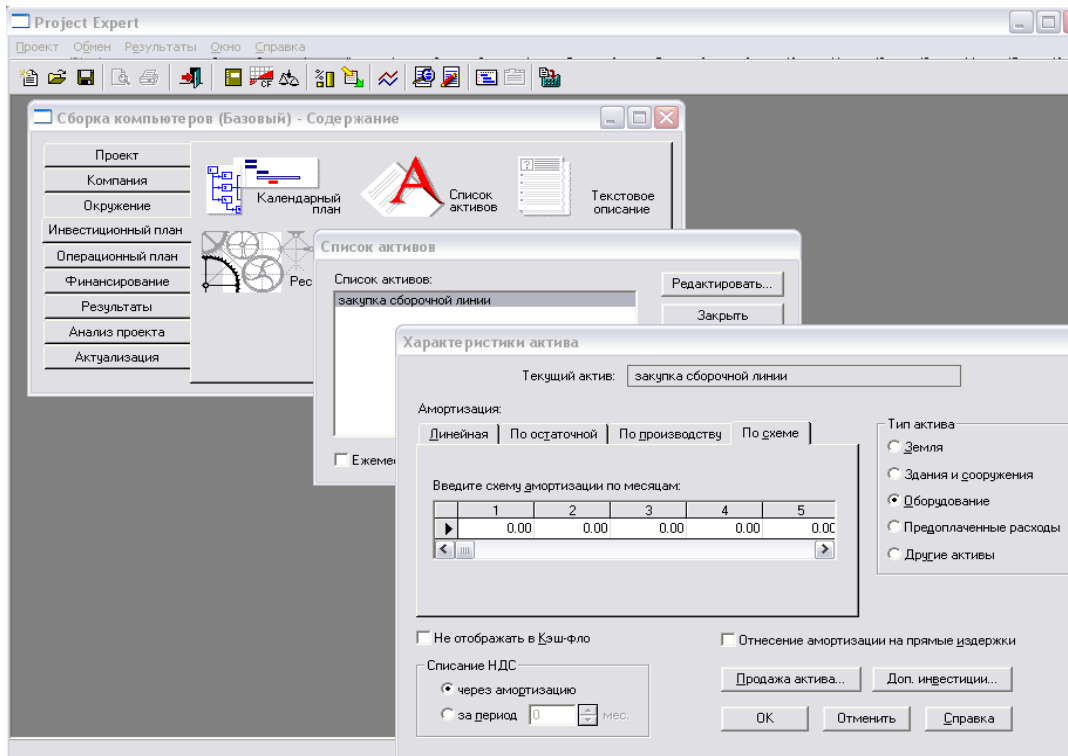 Project Expert
Проект Обмен Результаты Окно Справка
Сборка компьютеров (Базовый) - Содержание
Проект
Компания
Окружение
Инвестиционный план
Операционный план
Финансирование
Результаты
Анализ проекта
Актуализация
Календарный план
Список активов
Текстовое описание
Рес
Список активов
Список активов:
закупка сборочной линии
Редактировать...
Закрыть
Ежеме
Характеристики актива
Текущий актив: закупка сборочной линии
Амортизация:
Линейная По остаточной По производству По схеме
Введите схему амортизации по месяцам:
1 2 3 4 5
0.00 0.00 0.00 0.00 0.00
Тип актива
Земля
Здания и сооружения
Оборудование
Предоплаченные расходы
Другие активы
Не отображать в Кэш-фло
Отнесение амортизации на прямые издержки
Списание НДС
через амортизацию
за период 0 мес.
Продажа актива... Доп. инвестиции...
OK Отменить Справка